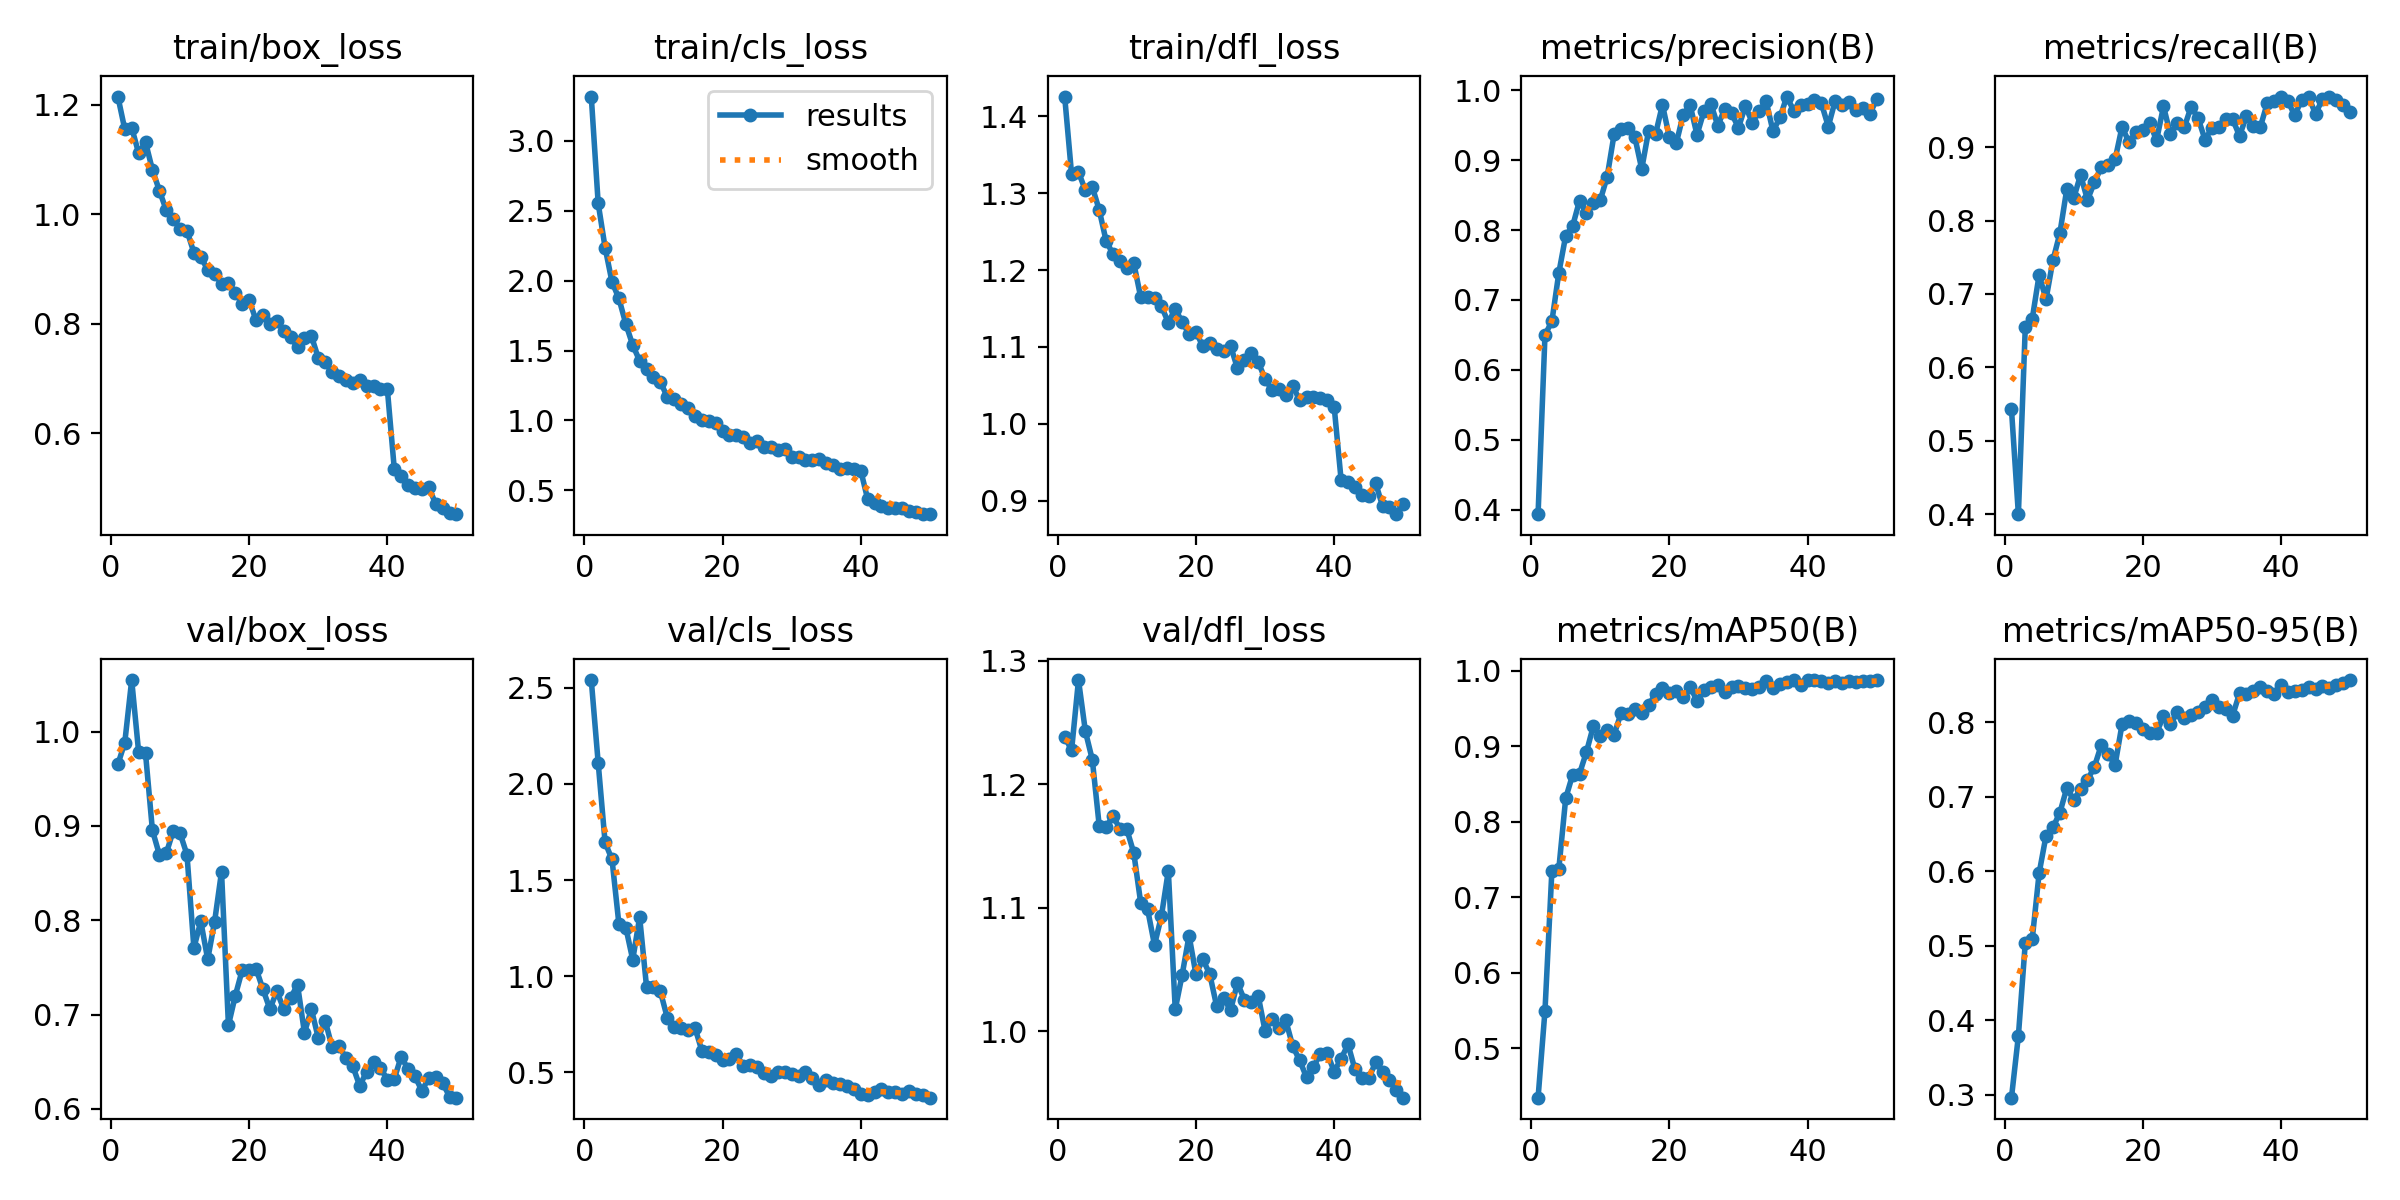 train/box_loss
1.2
1.0
0.8
0.6
0 20 40
train/cls_loss
results
smooth
3.0
2.5
2.0
1.5
1.0
0.5
0 20 40
train/dfl_loss
1.4
1.3
1.2
1.1
1.0
0.9
0 20 40
metrics/precision(B)
1.0
0.9
0.8
0.7
0.6
0.5
0.4
0 20 40
metrics/recall(B)
0.9
0.8
0.7
0.6
0.5
0.4
0 20 40
val/box_loss
1.0
0.9
0.8
0.7
0.6
0 20 40
val/cls_loss
2.5
2.0
1.5
1.0
0.5
0 20 40
val/dfl_loss
1.3
1.2
1.1
1.0
0 20 40
metrics/mAP50(B)
1.0
0.9
0.8
0.7
0.6
0.5
0 20 40
metrics/mAP50-95(B)
0.8
0.7
0.6
0.5
0.4
0.3
0 20 40